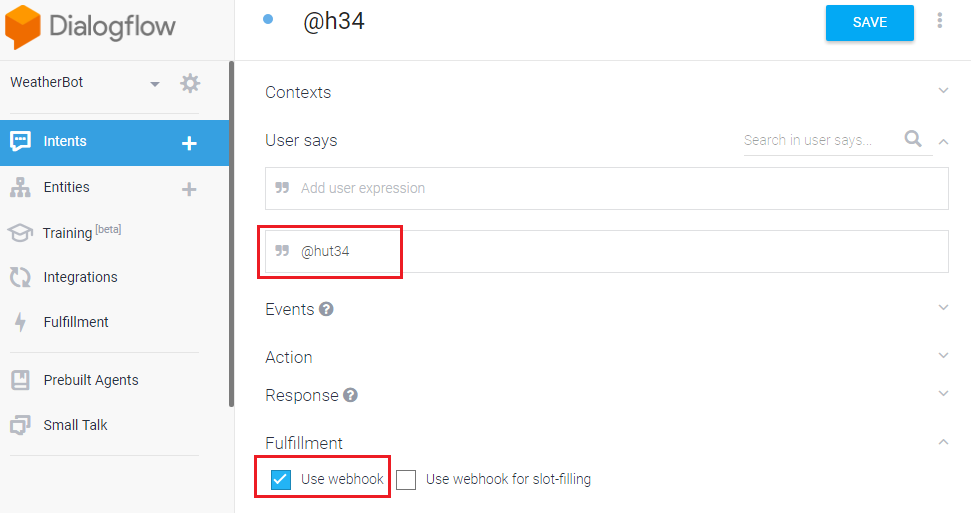 Dialogflow
WeatherBot
Intents
Entities
Training [beta]
Integrations
Fulfillment
Prebuilt Agents
Small Talk
@h34
SAVE
Contexts
User says
Search in user says...
Add user expression
@hut34
Events
Action
Response
Fulfillment
Use webhook
Use webhook for slot-filling